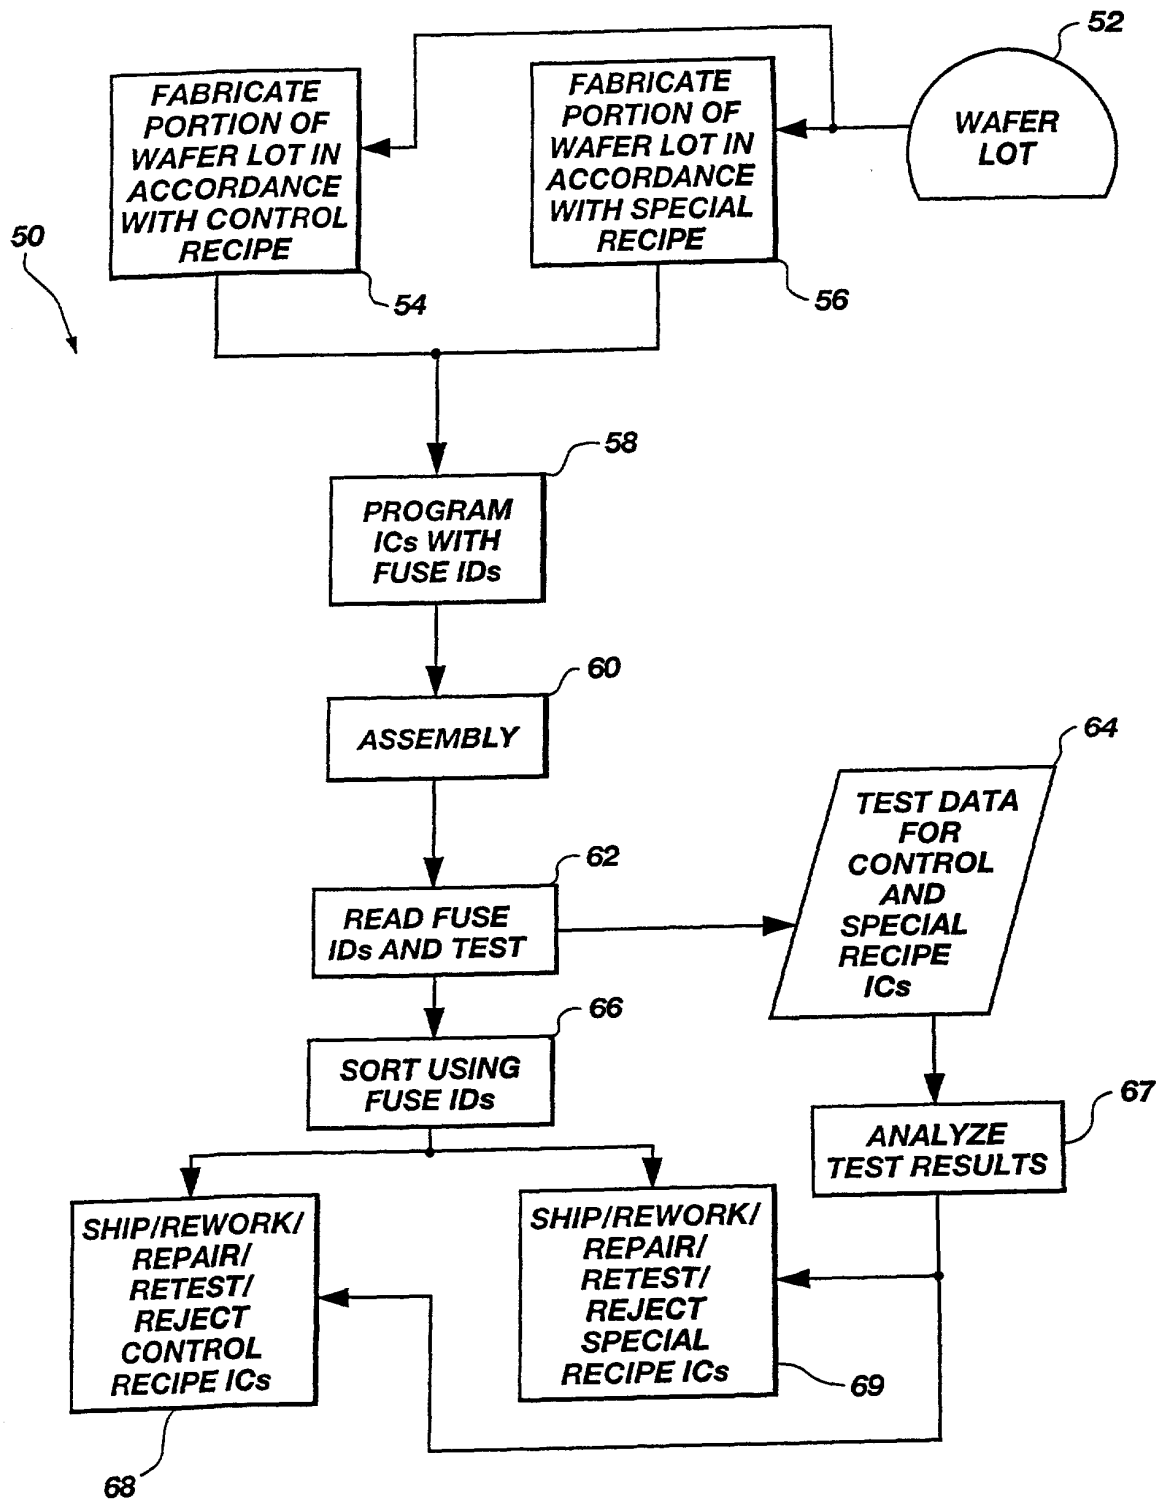 52
WAFER
LOT
FABRICATE
PORTION OF
WAFER LOT IN
ACCORDANCE
WITH CONTROL
RECIPE
54
FABRICATE
PORTION OF
WAFER LOT IN
ACCORDANCE
WITH SPECIAL
RECIPE
56
50
58
PROGRAM
ICs WITH
FUSE IDs
60
ASSEMBLY
62
READ FUSE
IDs AND TEST
64
TEST DATA
FOR
CONTROL
AND
SPECIAL
RECIPE
ICs
66
SORT USING
FUSE IDs
67
ANALYZE
TEST RESULTS
SHIP/REWORK/
REPAIR/
RETEST/
REJECT
CONTROL
RECIPE ICs
68
SHIP/REWORK/
REPAIR/
RETEST/
REJECT
SPECIAL
RECIPE ICs
69